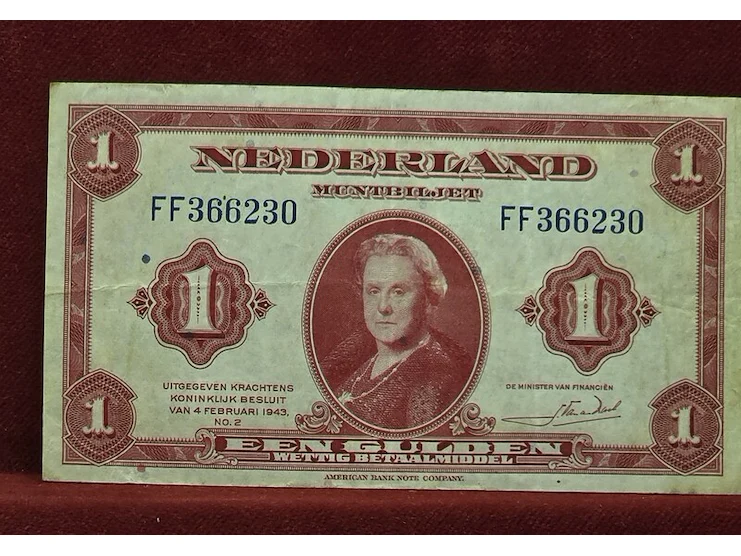 1 1
NEDERLAND
MUNTBILJET
FF366230 FF366230
1 1
UITGEGEVEN KRACHTENS
KONINKLIJK BESLUIT
VAN 4 FEBRUARI 1943,
NO. 2
DE MINISTER VAN FINANCIËN
1 1
EEN GULDEN
WETTIG BETAALMIDDEL
AMERICAN BANK NOTE COMPANY.